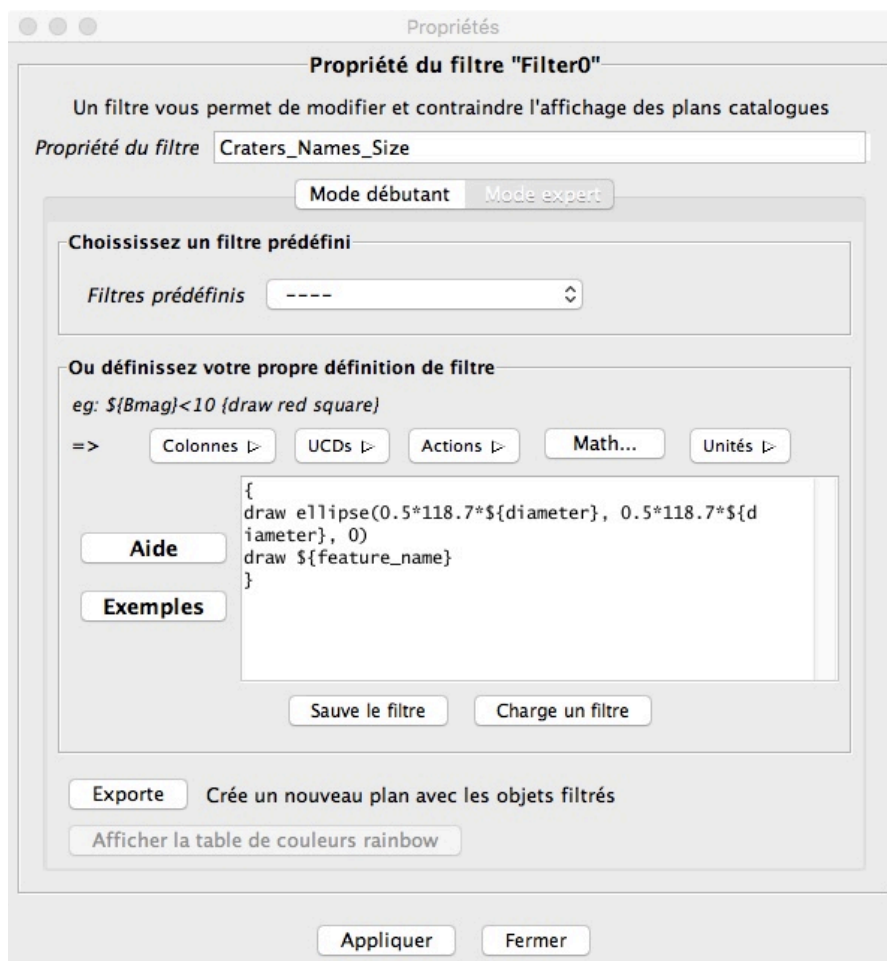 Propriétés
Propriété du filtre "Filter0"
Un filtre vous permet de modifier et contraindre l'affichage des plans catalogues
Propriété du filtre Craters_Names_Size
Mode débutant Mode expert
Choississez un filtre prédéfini
Filtres prédéfinis ----
Ou définissez votre propre définition de filtre
eg: ${Bmag}<10 {draw red square}
=> Colonnes ▷ UCDs ▷ Actions ▷ Math... Unités ▷
{
draw ellipse(0.5*118.7*${diameter}, 0.5*118.7*${d
iameter}, 0)
draw ${feature_name}
}
Aide
Exemples
Sauve le filtre Charge un filtre
Exporte Crée un nouveau plan avec les objets filtrés
Afficher la table de couleurs rainbow
Appliquer Fermer